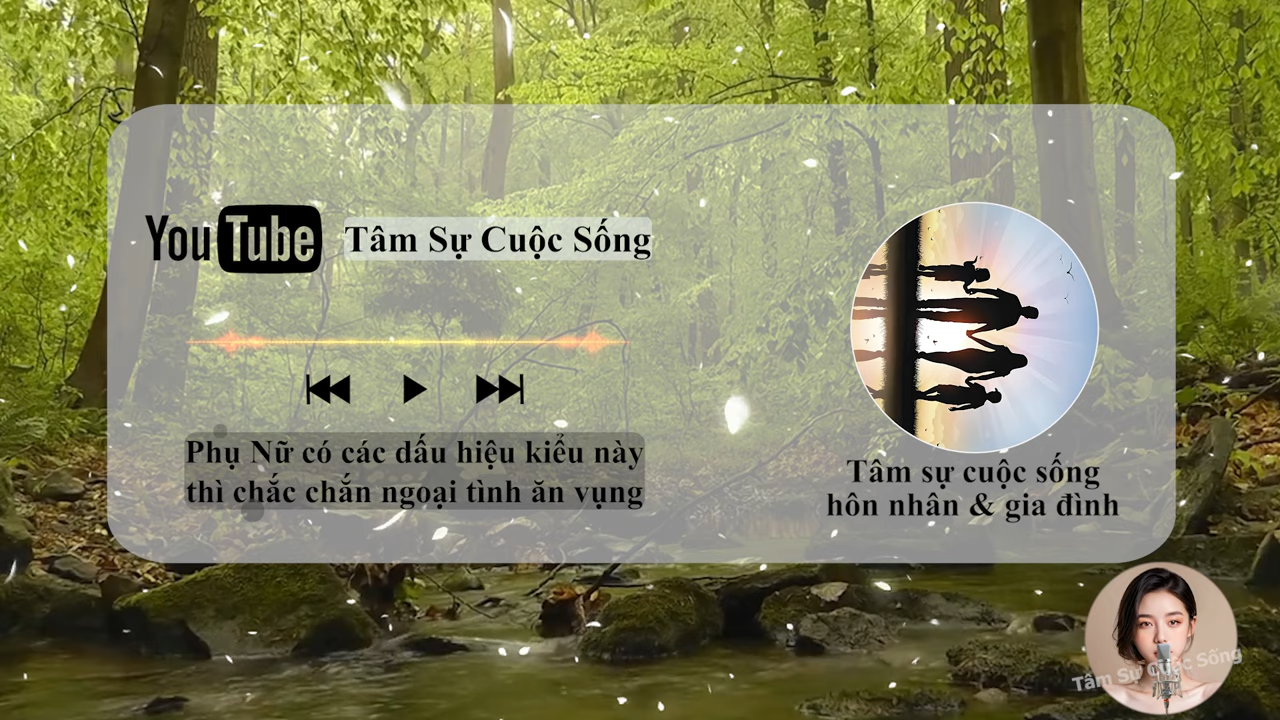 YouTube Tâm Sự Cuộc Sống
Phụ Nữ có các dấu hiệu kiểu này
thì chắc chắn ngoại tình ăn vụng
Tâm sự cuộc sống
hôn nhân & gia đình
Tâm Sự Cuộc Sống